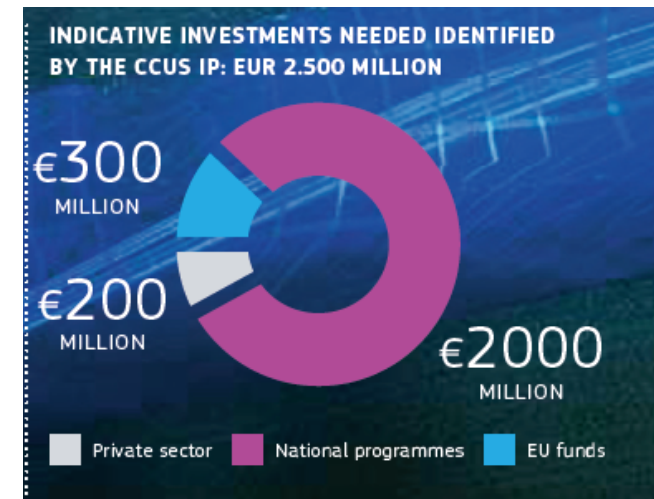 INDICATIVE INVESTMENTS NEEDED IDENTIFIED
BY THE CCUS IP: EUR 2.500 MILLION
€300
MILLION
€200
MILLION
€2000
MILLION
Private sector
National programmes
EU funds